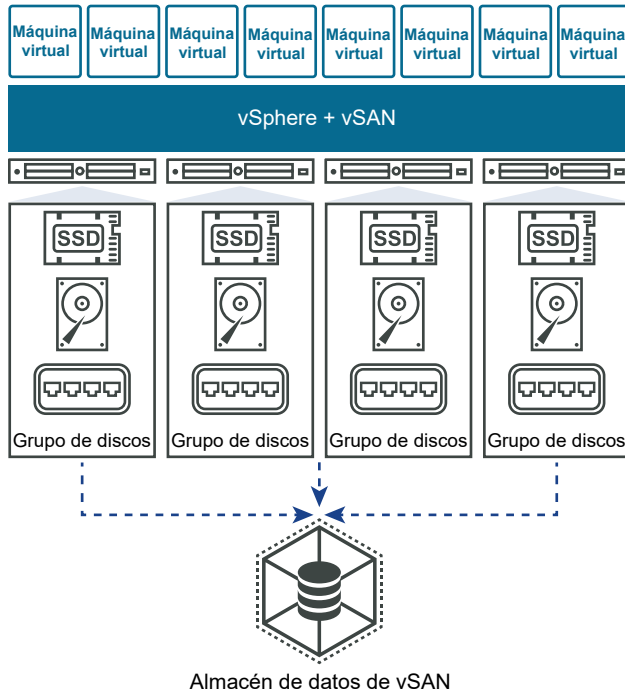 Máquina
virtual
Máquina
virtual
Máquina
virtual
Máquina
virtual
Máquina
virtual
Máquina
virtual
Máquina
virtual
Máquina
virtual
vSphere + vSAN
SSD
SSD
SSD
SSD
Grupo de discos
Grupo de discos
Grupo de discos
Grupo de discos
Almacén de datos de vSAN